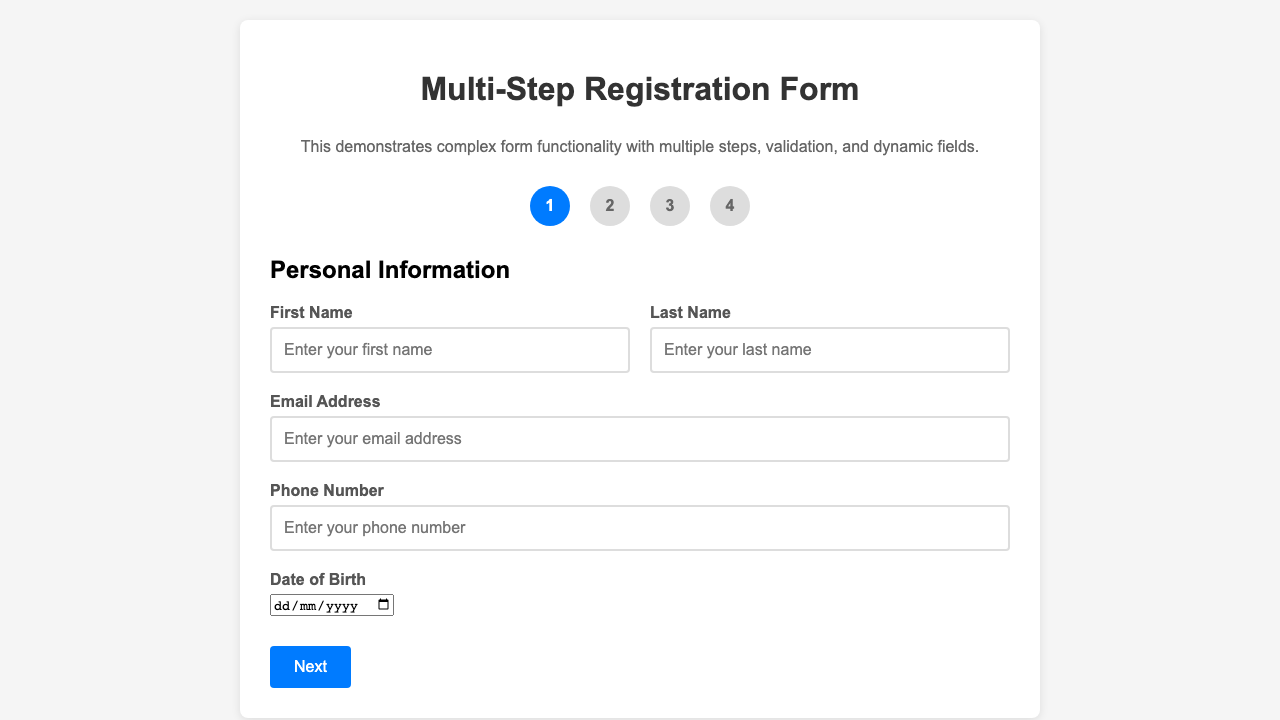 Multi-Step Registration Form
This demonstrates complex form functionality with multiple steps, validation, and dynamic fields.
1 2 3 4
Personal Information
First Name Last Name
Enter your first name Enter your last name
Email Address
Enter your email address
Phone Number
Enter your phone number
Date of Birth
dd/mm/yyyy
Next